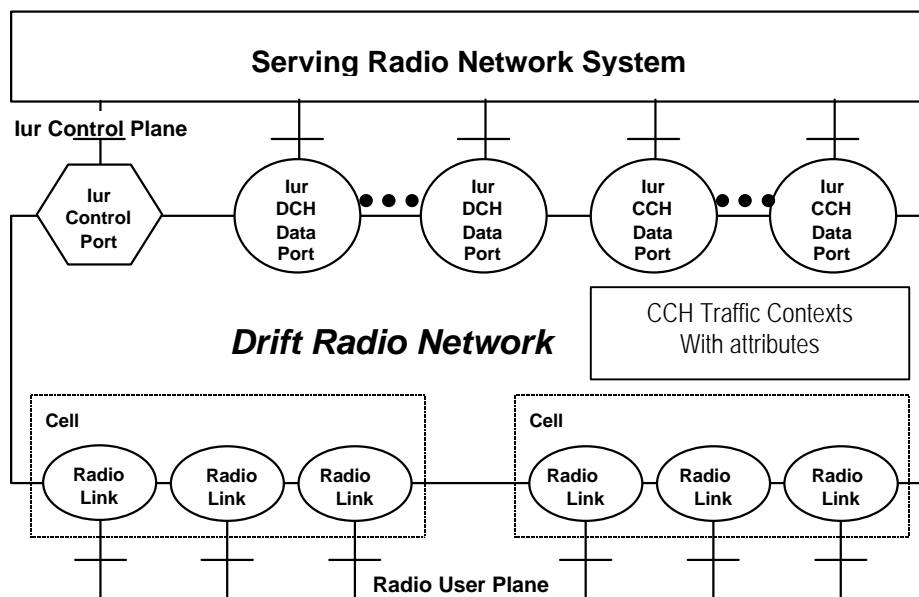 Serving Radio Network System
Iur Control Plane
Iur
Control
Port
Iur
DCH
Data
Port
Iur
DCH
Data
Port
Iur
CCH
Data
Port
Iur
CCH
Data
Port
CCH Traffic Contexts
With attributes
Drift Radio Network
Cell
Radio
Link
Radio
Link
Radio
Link
Cell
Radio
Link
Radio
Link
Radio
Link
Radio User Plane